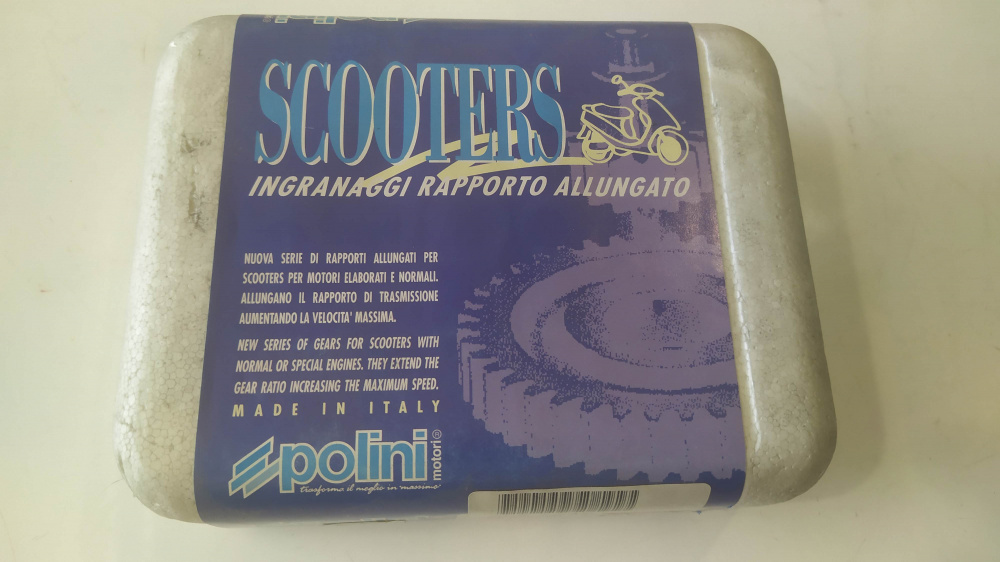 polini
SCOOTERS
INGRANAGGI RAPPORTO ALLUNGATO
NUOVA SERIE DI RAPPORTI ALLUNGATI PER
SCOOTERS PER MOTORI ELABORATI E NORMALI.
ALLUNGANO IL RAPPORTO DI TRASMISSIONE
AUMENTANDO LA VELOCITA' MASSIMA.
NEW SERIES OF GEARS FOR SCOOTERS WITH
NORMAL OR SPECIAL ENGINES. THEY EXTEND THE
GEAR RATIO INCREASING THE MAXIMUM SPEED.
MADE IN ITALY
polini motori®
trasforma il meglio in "massimo"